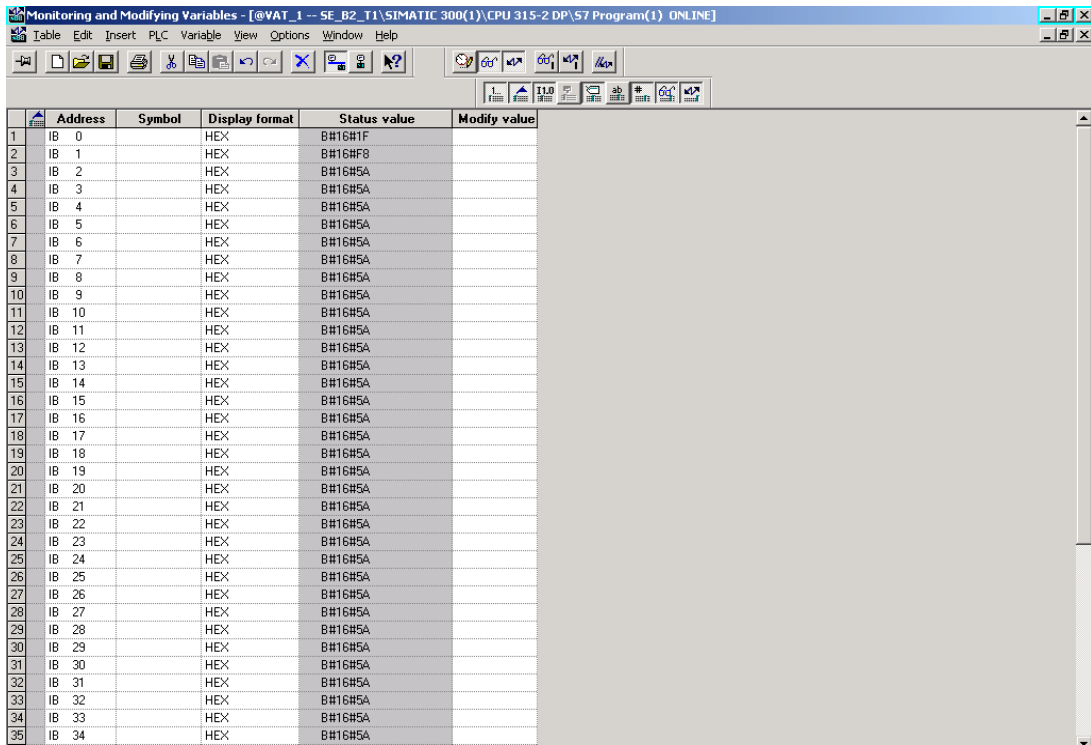 Monitoring and Modifying Variables - [@VAT_1 -- SE_B2_T1\SIMATIC 300(1)\CPU 315-2 DP\S7 Program(1) ONLINE]
Table Edit Insert PLC Variable View Options Window Help
Address Symbol Display format Status value Modify value
1 IB 0 HEX B#16#1F
2 IB 1 HEX B#16#F8
3 IB 2 HEX B#16#5A
4 IB 3 HEX B#16#5A
5 IB 4 HEX B#16#5A
6 IB 5 HEX B#16#5A
7 IB 6 HEX B#16#5A
8 IB 7 HEX B#16#5A
9 IB 8 HEX B#16#5A
10 IB 9 HEX B#16#5A
11 IB 10 HEX B#16#5A
12 IB 11 HEX B#16#5A
13 IB 12 HEX B#16#5A
14 IB 13 HEX B#16#5A
15 IB 14 HEX B#16#5A
16 IB 15 HEX B#16#5A
17 IB 16 HEX B#16#5A
18 IB 17 HEX B#16#5A
19 IB 18 HEX B#16#5A
20 IB 19 HEX B#16#5A
21 IB 20 HEX B#16#5A
22 IB 21 HEX B#16#5A
23 IB 22 HEX B#16#5A
24 IB 23 HEX B#16#5A
25 IB 24 HEX B#16#5A
26 IB 25 HEX B#16#5A
27 IB 26 HEX B#16#5A
28 IB 27 HEX B#16#5A
29 IB 28 HEX B#16#5A
30 IB 29 HEX B#16#5A
31 IB 30 HEX B#16#5A
32 IB 31 HEX B#16#5A
33 IB 32 HEX B#16#5A
34 IB 33 HEX B#16#5A
35 IB 34 HEX B#16#5A